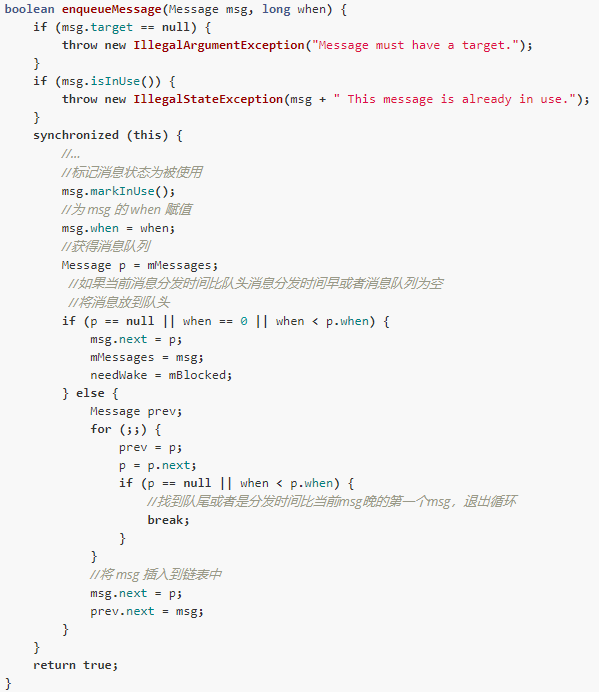 boolean enqueueMessage(Message msg, long when) {
    if (msg.target == null) {
        throw new IllegalArgumentException("Message must have a target.");
    }
    if (msg.isInUse()) {
        throw new IllegalStateException(msg + " This message is already in use.");
    }
    synchronized (this) {
        //...
        //标记消息状态为被使用
        msg.markInUse();
        //为 msg 的 when 赋值
        msg.when = when;
        //获得消息队列
        Message p = mMessages;
         //如果当前消息分发时间比队头消息分发时间早或者消息队列为空
         //将消息放到队头
        if (p == null || when == 0 || when < p.when) {
            msg.next = p;
            mMessages = msg;
            needWake = mBlocked;
        } else {
            Message prev;
            for (;;) {
                prev = p;
                p = p.next;
                if (p == null || when < p.when) {
                    //找到队尾或者是分发时间比当前msg晚的第一个msg，退出循环
                    break;
                }
            }
            //将 msg 插入到链表中
            msg.next = p;
            prev.next = msg;
        }
    }
    return true;
}